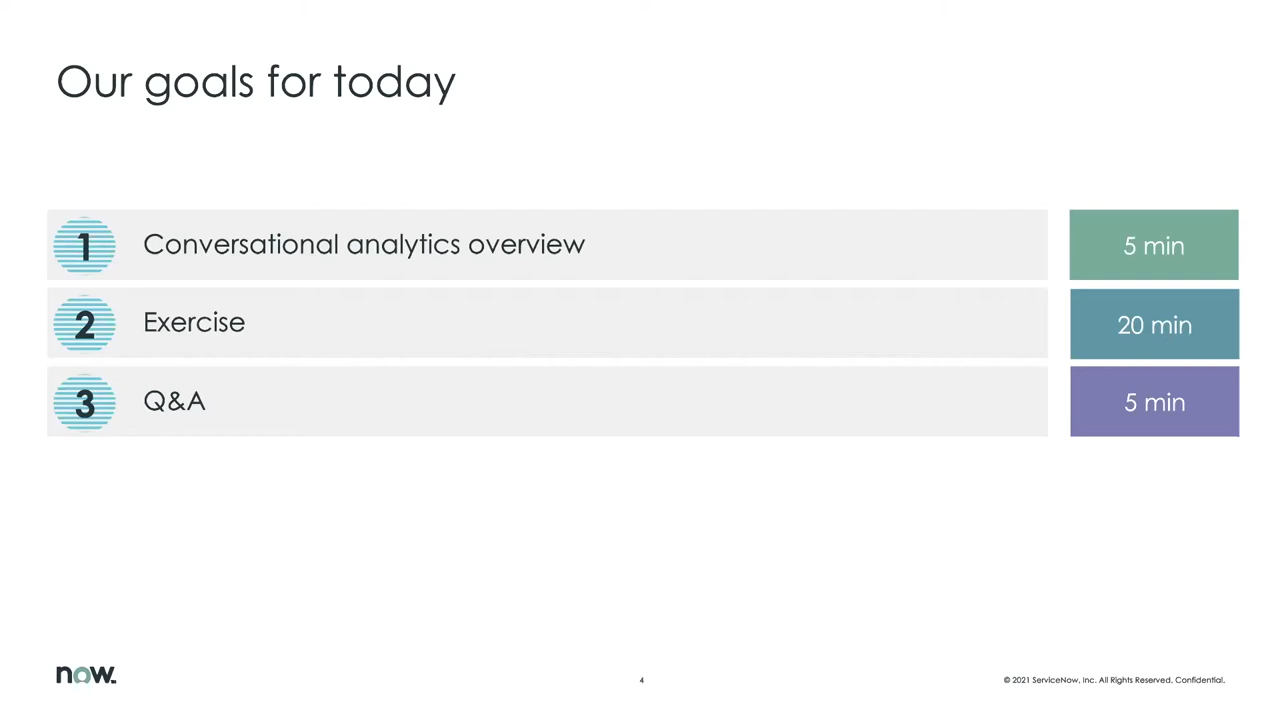 Our goals for today
1 Conversational analytics overview 5 min
2 Exercise 20 min
3 Q&A 5 min
now.
4
© 2021 ServiceNow, Inc. All Rights Reserved. Confidential.